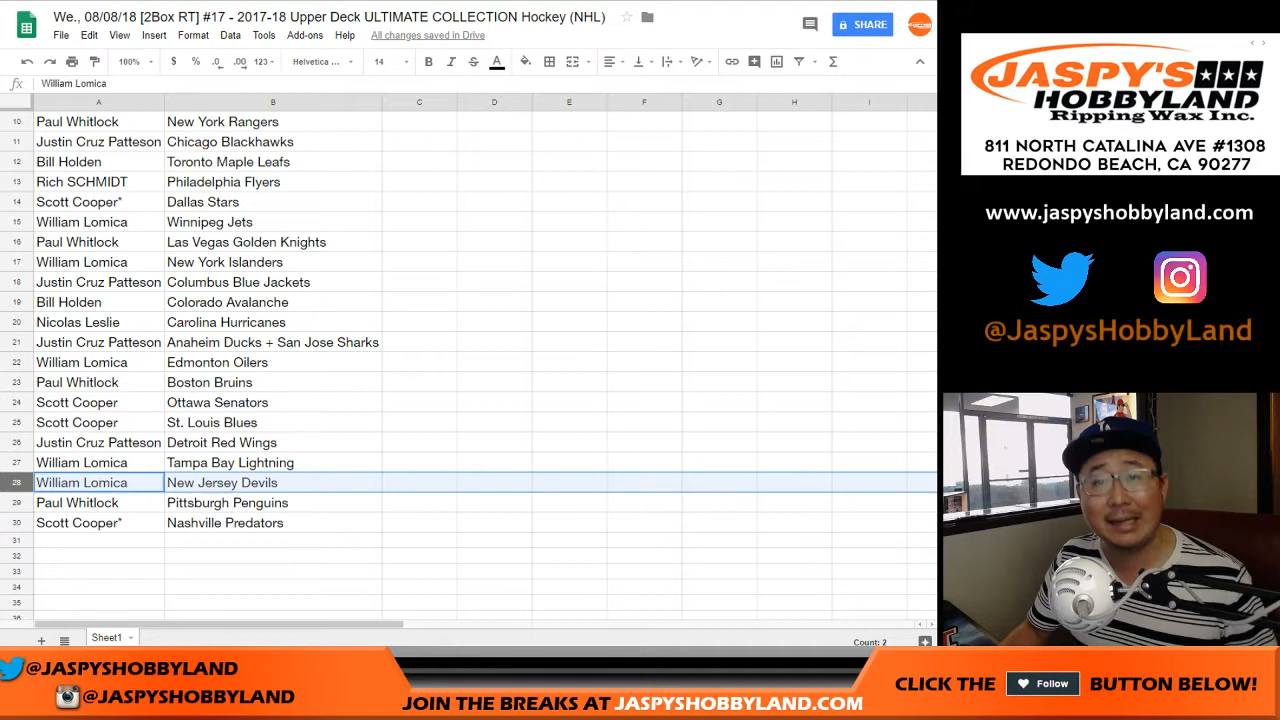 We., 08/08/18 [2Box RT] #17 - 2017-18 Upper Deck ULTIMATE COLLECTION Hockey (NHL)
File Edit View Insert Format Data Tools Add-ons Help All changes saved in Drive
SHARE
100% $ % .0 .00 123 Helvetica ... 14 B I S A Σ
fx William Lomica
A B C D E F G H I
10 Paul Whitlock New York Rangers
11 Justin Cruz Patteson Chicago Blackhawks
12 Bill Holden Toronto Maple Leafs
13 Rich SCHMIDT Philadelphia Flyers
14 Scott Cooper* Dallas Stars
15 William Lomica Winnipeg Jets
16 Paul Whitlock Las Vegas Golden Knights
17 William Lomica New York Islanders
18 Justin Cruz Patteson Columbus Blue Jackets
19 Bill Holden Colorado Avalanche
20 Nicolas Leslie Carolina Hurricanes
21 Justin Cruz Patteson Anaheim Ducks + San Jose Sharks
22 William Lomica Edmonton Oilers
23 Paul Whitlock Boston Bruins
24 Scott Cooper Ottawa Senators
25 Scott Cooper St. Louis Blues
26 Justin Cruz Patteson Detroit Red Wings
27 William Lomica Tampa Bay Lightning
28 William Lomica New Jersey Devils
29 Paul Whitlock Pittsburgh Penguins
30 Scott Cooper* Nashville Predators
31
32
33
34
35
36
Sheet1
Count: 2
JASPY'S
HOBBYLAND
Ripping Wax Inc.
811 NORTH CATALINA AVE #1308
REDONDO BEACH, CA 90277
www.jaspyshobbyland.com
@JaspysHobbyLand
@JASPYSHOBBYLAND
@JASPYSHOBBYLAND
JOIN THE BREAKS AT JASPYSHOBBYLAND.COM
CLICK THE Follow BUTTON BELOW!